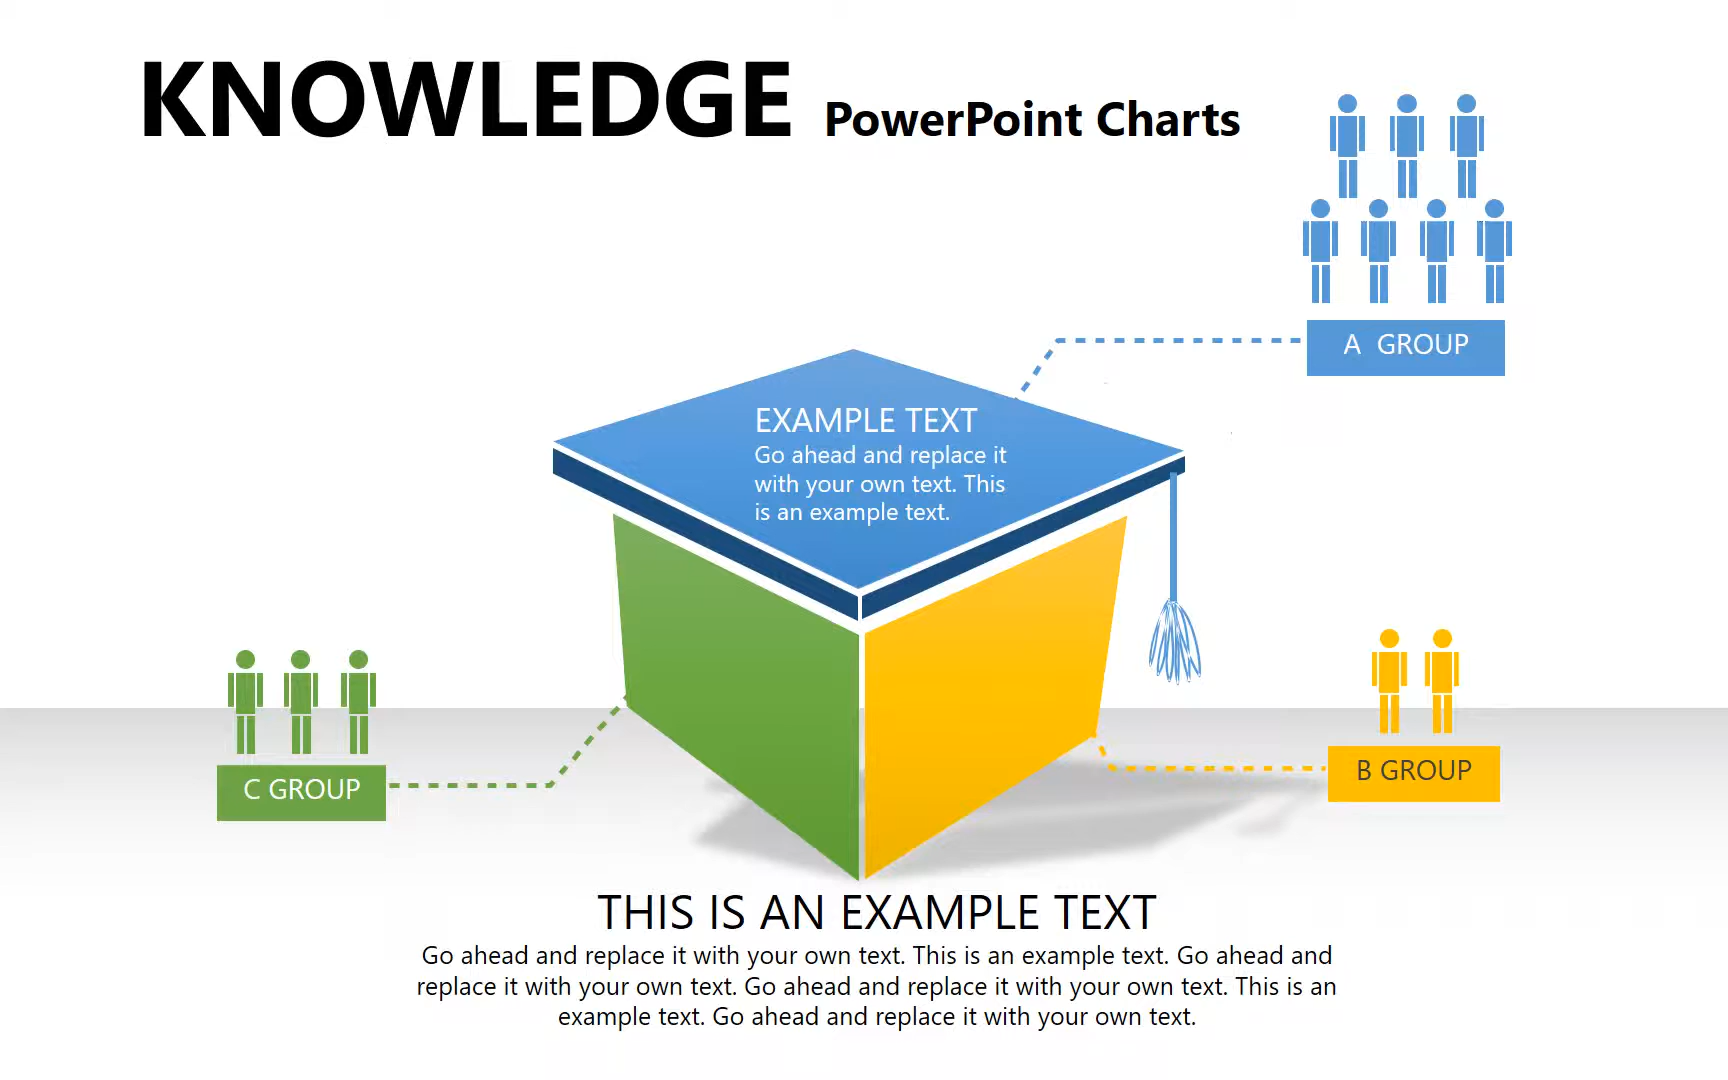 KNOWLEDGE PowerPoint Charts
A GROUP
EXAMPLE TEXT
Go ahead and replace it
with your own text. This
is an example text.
C GROUP
B GROUP
THIS IS AN EXAMPLE TEXT
Go ahead and replace it with your own text. This is an example text. Go ahead and
replace it with your own text. Go ahead and replace it with your own text. This is an
example text. Go ahead and replace it with your own text.